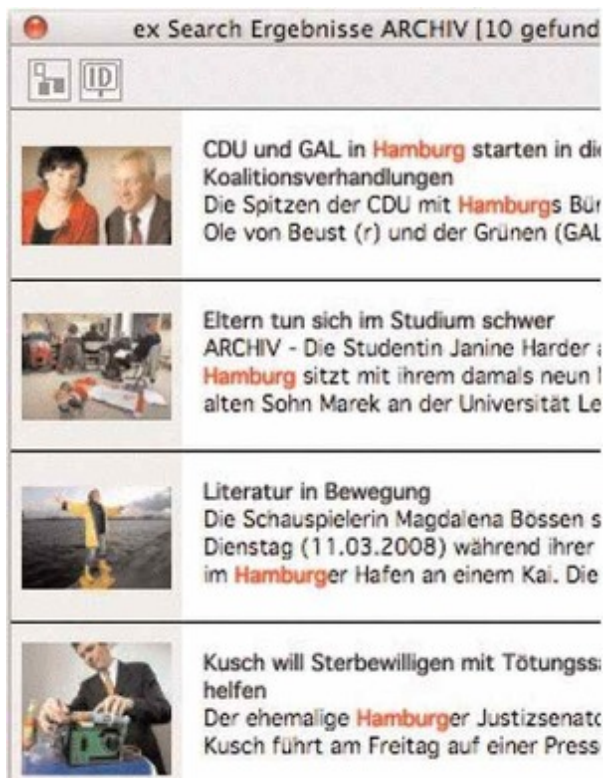 ex Search Ergebnisse ARCHIV [10 gefund
ID
CDU und GAL in Hamburg starten in die
Koalitionsverhandlungen
Die Spitzen der CDU mit Hamburgs Bür
Ole von Beust (r) und der Grünen (GAL
Eltern tun sich im Studium schwer
ARCHIV - Die Studentin Janine Harder
Hamburg sitzt mit ihrem damals neun
alten Sohn Marek an der Universität Le
Literatur in Bewegung
Die Schauspielerin Magdalena Bössen s
Dienstag (11.03.2008) während ihrer
im Hamburger Hafen an einem Kai. Die
Kusch will Sterbewilligen mit Tötungss
helfen
Der ehemalige Hamburger Justizsenato
Kusch führt am Freitag auf einer Press